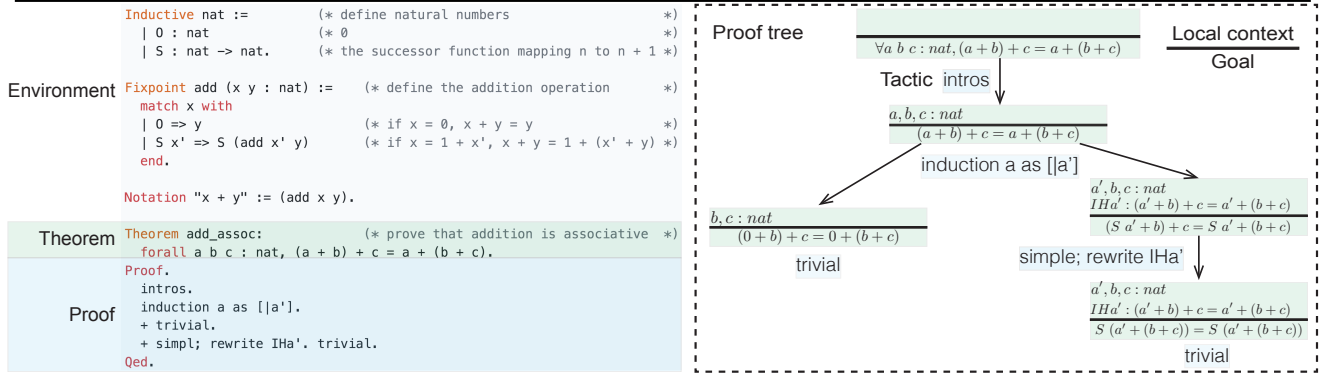 Environment
Inductive nat := (* define natural numbers *)
| O : nat (* 0 *)
| S : nat -> nat. (* the successor function mapping n to n + 1 *)
Fixpoint add (x y : nat) := (* define the addition operation *)
match x with
| O => y (* if x = 0, x + y = y *)
| S x' => S (add x' y) (* if x = 1 + x', x + y = 1 + (x' + y) *)
end.
Notation "x + y" := (add x y).
Theorem
Theorem add_assoc: (* prove that addition is associative *)
forall a b c : nat, (a + b) + c = a + (b + c).
Proof
Proof.
intros.
induction a as [|a'].
+ trivial.
+ simpl; rewrite IHa'. trivial.
Qed.
Proof tree
Local context
Goal
∀a b c : nat, (a + b) + c = a + (b + c)
Tactic intros
a, b, c : nat
(a + b) + c = a + (b + c)
induction a as [|a']
b, c : nat
(0 + b) + c = 0 + (b + c)
trivial
a′, b, c : nat
IHa′ : (a′ + b) + c = a′ + (b + c)
(S a′ + b) + c = S a′ + (b + c)
simple; rewrite IHa'
a′, b, c : nat
IHa′ : (a′ + b) + c = a′ + (b + c)
S (a′ + (b + c)) = S (a′ + (b + c))
trivial